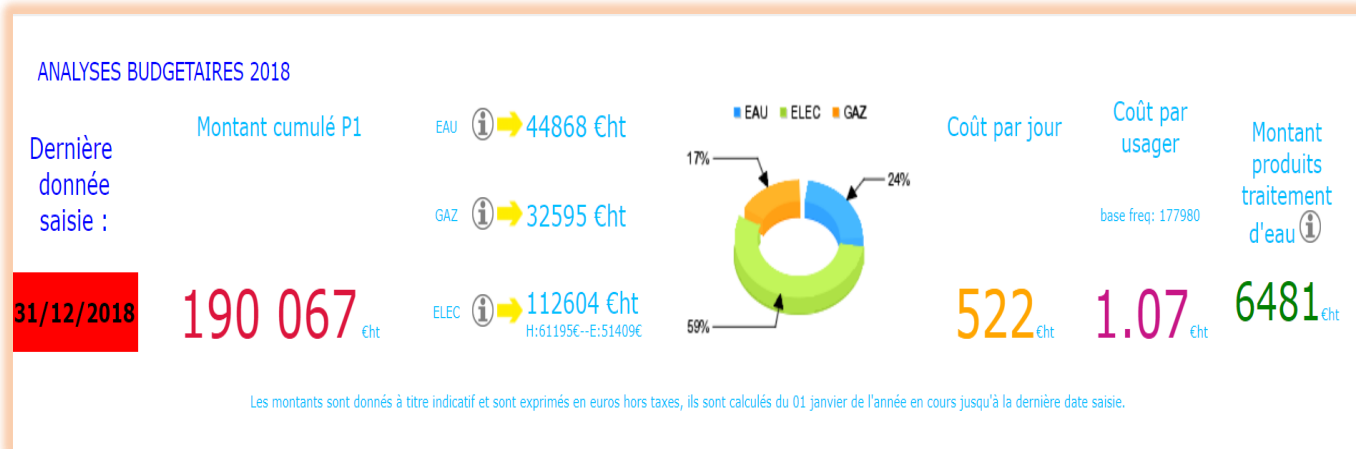 ANALYSES BUDGETAIRES 2018
Dernière
donnée
saisie :
31/12/2018
Montant cumulé P1
190 067 €ht
EAU 44868 €ht
GAZ 32595 €ht
ELEC 112604 €ht
H:61195€--E:51409€
EAU ELEC GAZ
17%
24%
59%
Coût par jour
522 €ht
Coût par
usager
base freq: 177980
1.07 €ht
Montant
produits
traitement
d'eau
6481 €ht
Les montants sont donnés à titre indicatif et sont exprimés en euros hors taxes, ils sont calculés du 01 janvier de l'année en cours jusqu'à la dernière date saisie.